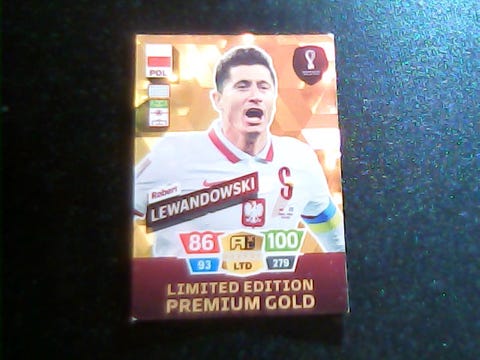 POL
Robert
LEWANDOWSKI
86
100
93
LTD
279
LIMITED EDITION
PREMIUM GOLD